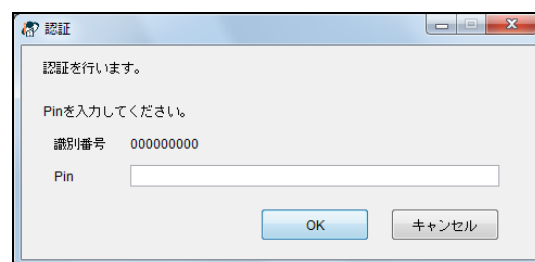 認証
認証を行います。
Pinを入力してください。
識別番号 000000000
Pin
OK キャンセル